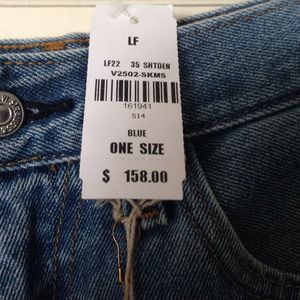 LF
LF22 35 SHTDEN
V2502-SKMS
161941
S14
BLUE
ONE SIZE
$ 158.00